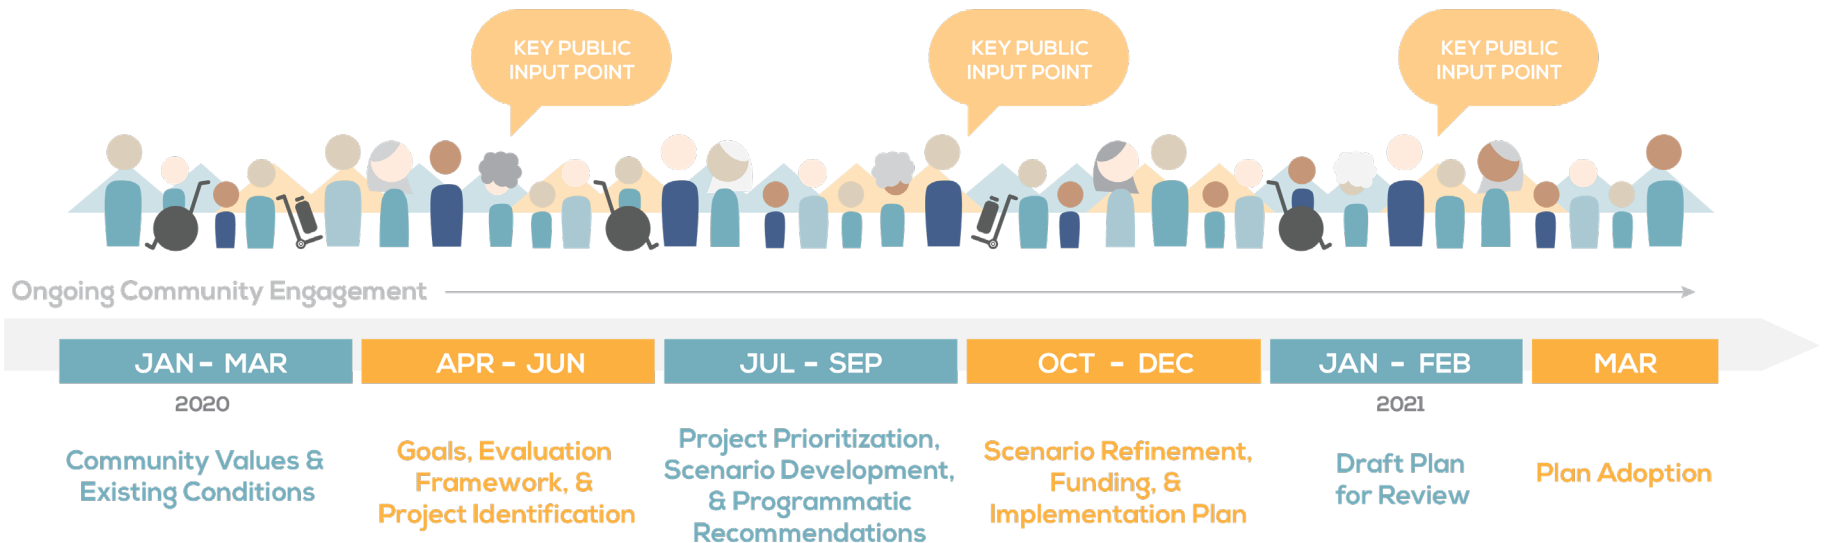 KEY PUBLIC
INPUT POINT
KEY PUBLIC
INPUT POINT
KEY PUBLIC
INPUT POINT
Ongoing Community Engagement
JAN - MAR
2020
Community Values &
Existing Conditions
APR - JUN
Goals, Evaluation
Framework, &
Project Identification
JUL - SEP
Project Prioritization,
Scenario Development,
& Programmatic
Recommendations
OCT - DEC
Scenario Refinement,
Funding, &
Implementation Plan
JAN - FEB
2021
Draft Plan
for Review
MAR
Plan Adoption